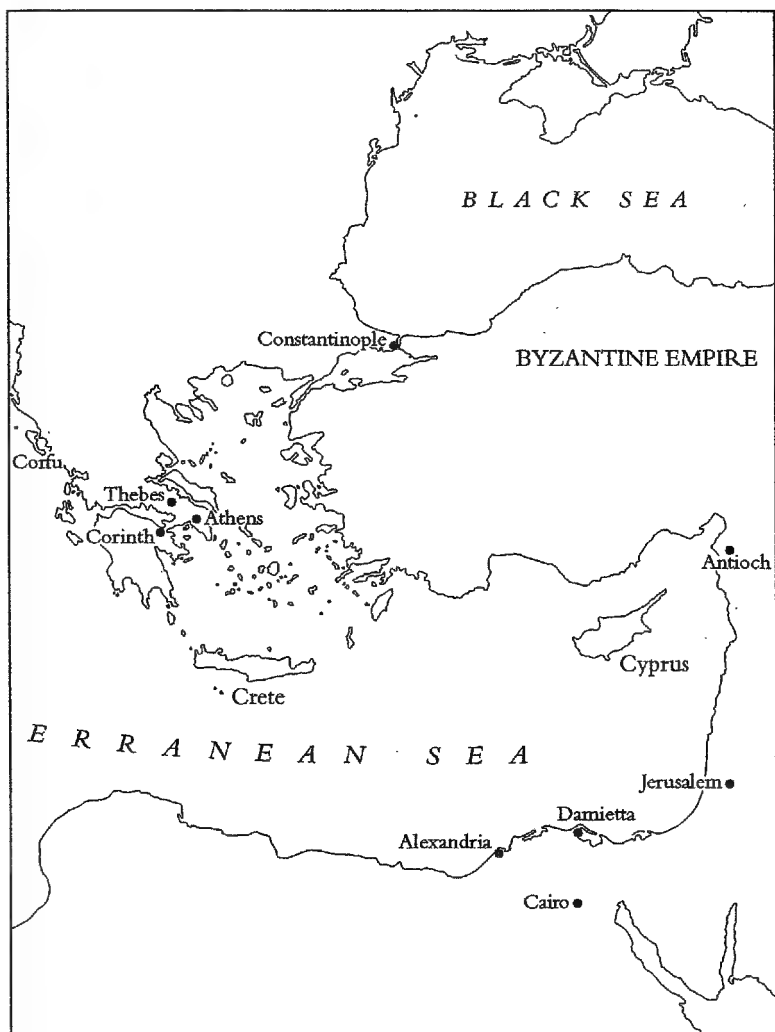 BLACK SEA
Constantinople
BYZANTINE EMPIRE
Corfu
Thebes
Athens
Corinth
Antioch
Cyprus
Crete
ERRANEAN SEA
Jerusalem
Damietta
Alexandria
Cairo